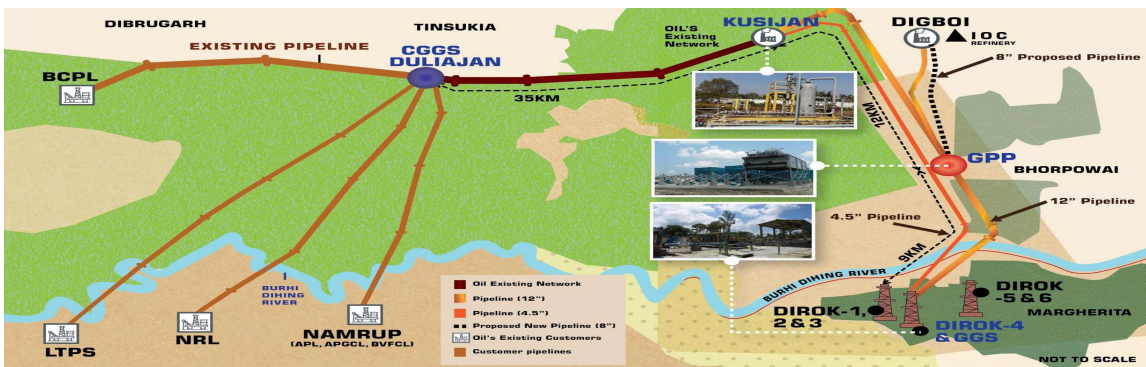 DIBRUGARH
TINSUKIA
KUSIJAN
DIGBOI
OIL'S
Existing
Network
IOC
REFINERY
EXISTING PIPELINE
CGGS
DULIAJAN
8" Proposed Pipeline
BCPL
35KM
12KM
GPP
BHORPOWAI
12" Pipeline
4.5" Pipeline
9KM
BURHI DIHING RIVER
BURHI
DIHING
RIVER
DIROK
-5 & 6
DIROK-1,
2 & 3
MARGHERITA
DIROK-4
& GGS
LTPS
NRL
NAMRUP
(APL, APGCL, BVFCL)
Oil Existing Network
Pipeline (12")
Pipeline (4.5")
Proposed New Pipeline (8")
Oil's Existing Customers
Customer pipelines
NOT TO SCALE